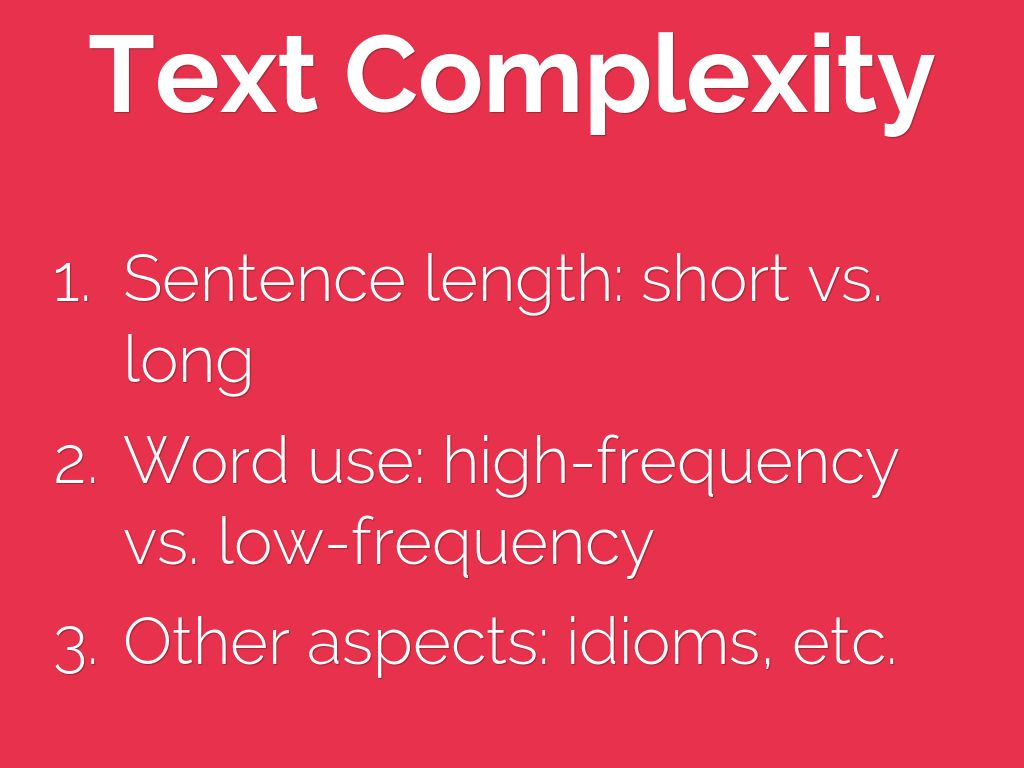 Text Complexity
1. Sentence length: short vs.
long
2. Word use: high-frequency
vs. low-frequency
3. Other aspects: idioms, etc.